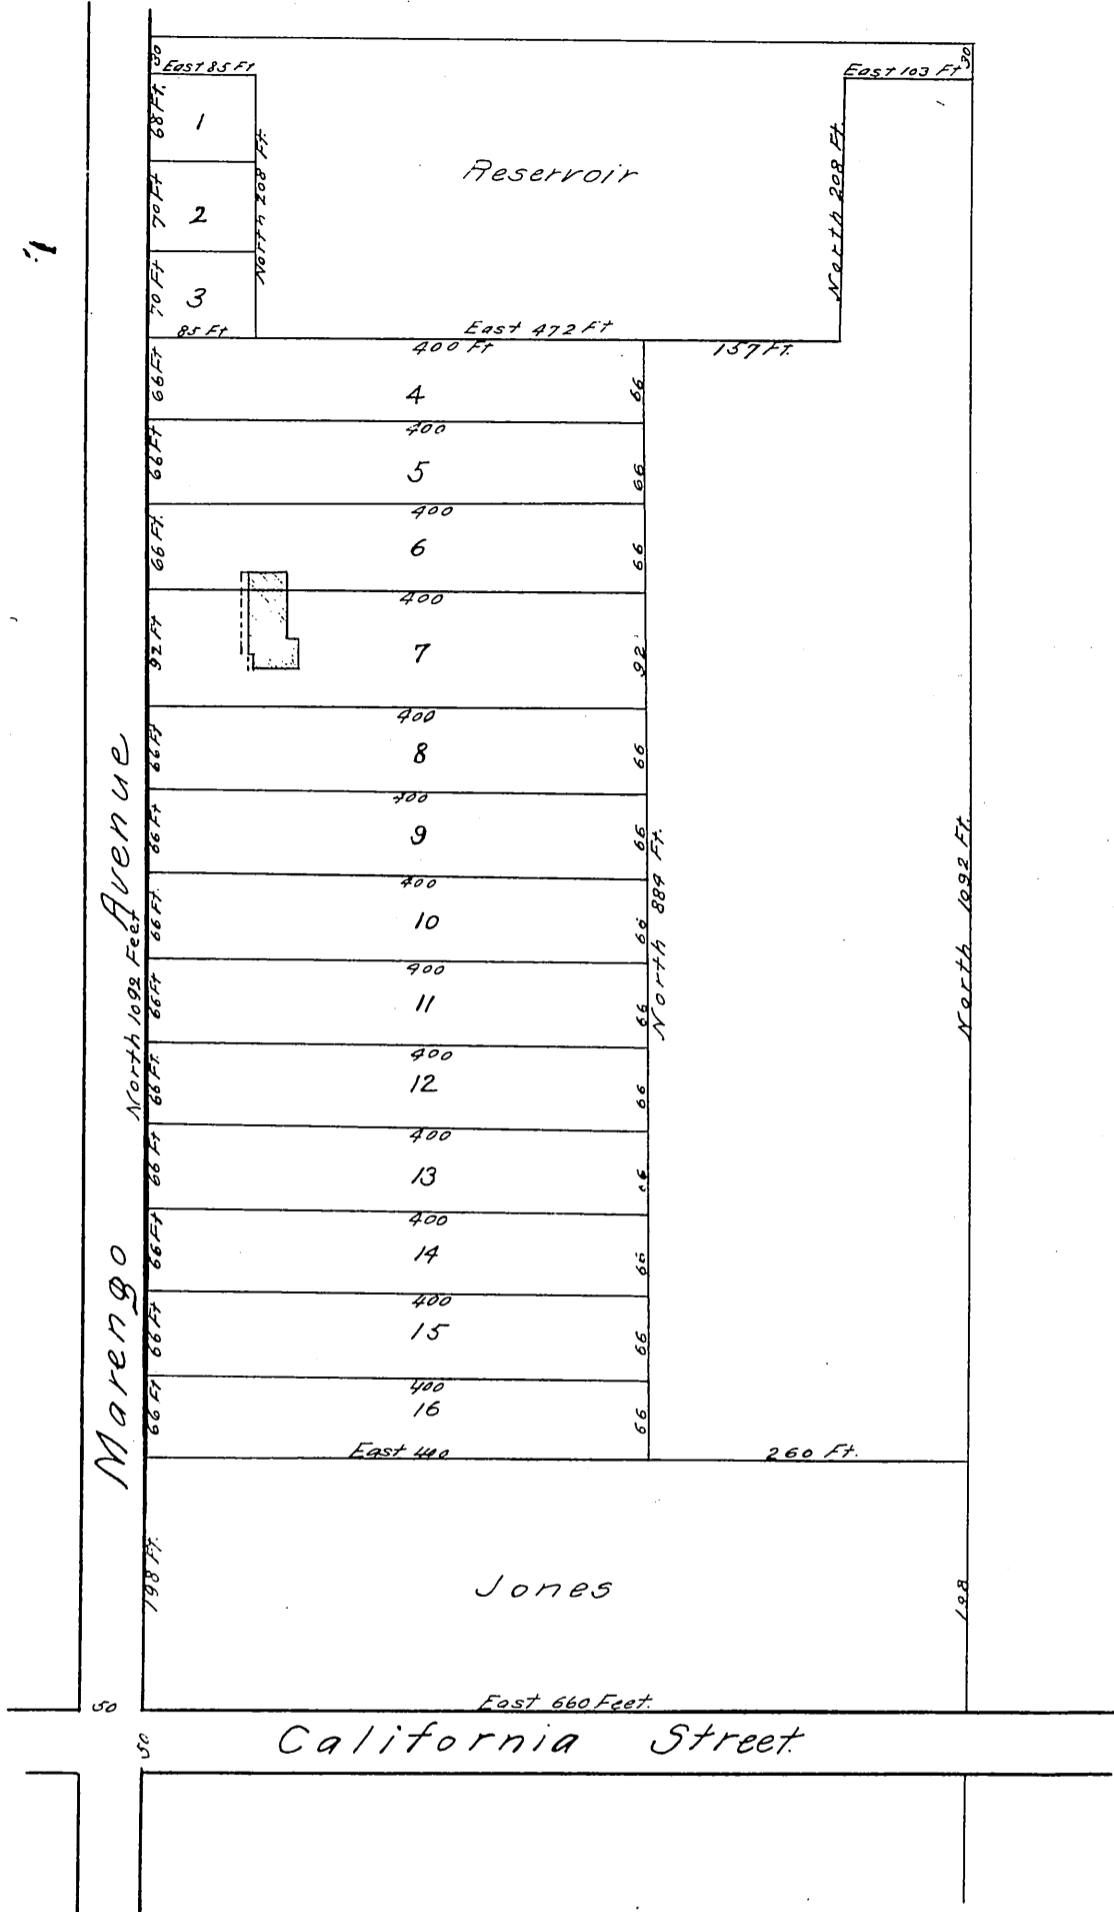 30
East 85 Ft
East 103 Ft
30
68 Ft.
1
North 208 Ft.
Reservoir
North 208 Ft.
70 Ft
2
70 Ft
3
85 Ft
East 472 Ft
400 Ft
157 Ft.
66 Ft
4
66
400
66 Ft
5
66
400
66 Ft.
6
66
400
92 Ft
7
92
400
66 Ft
8
66
400
66 Ft
9
66
400
66 Ft.
10
66
400
66 Ft
11
66
400
66 Ft.
12
66
400
66 Ft
13
66
400
66 Ft
14
66
400
66 Ft
15
66
400
66 Ft
16
66
East 400
260 Ft.
Marengo Avenue
North 1092 Feet
North 884 Ft.
North 1092 Ft.
198 Ft.
Jones
198
50
East 660 Feet.
50
California Street.